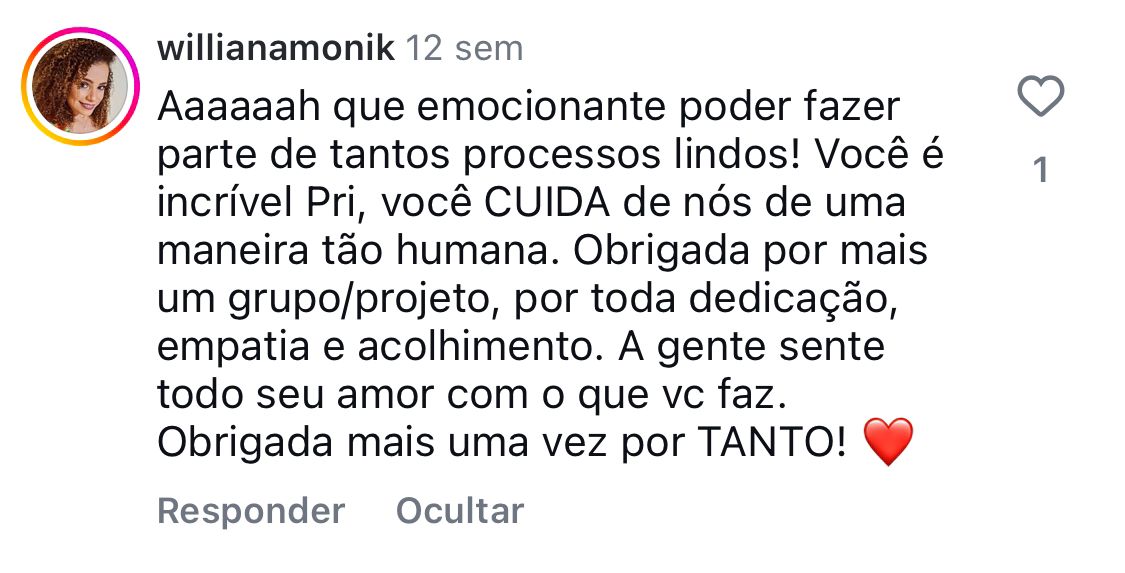 willianamonik 12 sem
Aaaaaah que emocionante poder fazer
parte de tantos processos lindos! Você é
incrível Pri, você CUIDA de nós de uma
maneira tão humana. Obrigada por mais
um grupo/projeto, por toda dedicação,
empatia e acolhimento. A gente sente
todo seu amor com o que vc faz.
Obrigada mais uma vez por TANTO! ❤️
1
Responder Ocultar